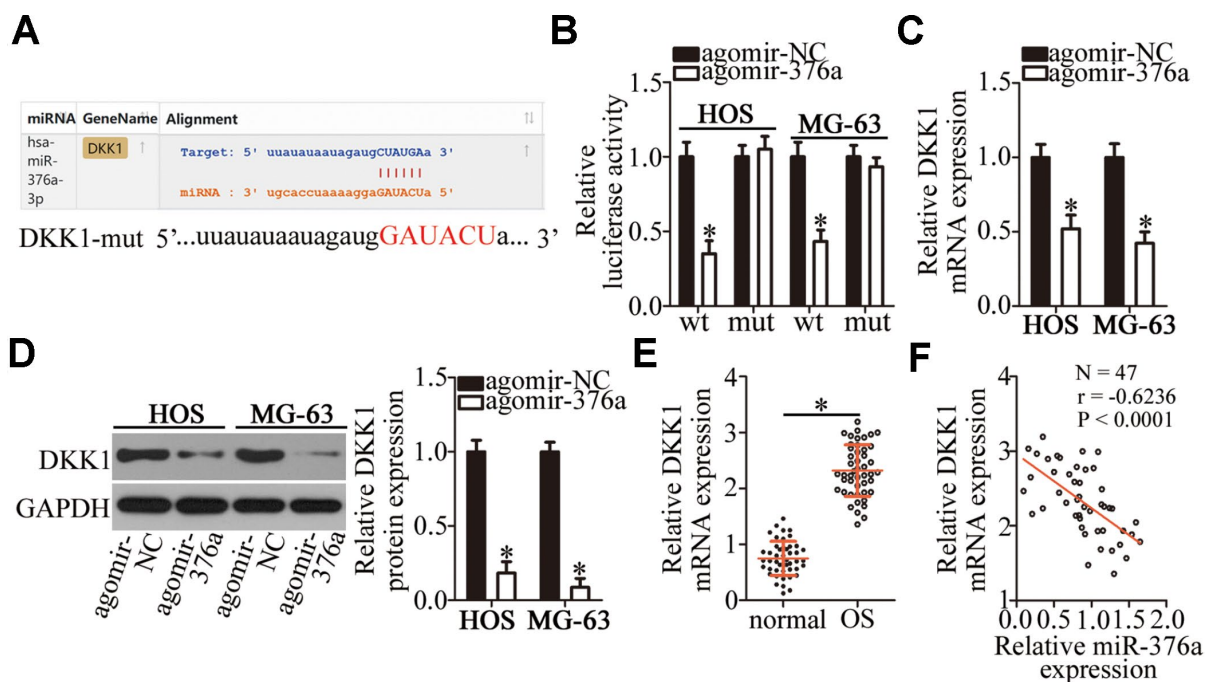 A
miRNA GeneName Alignment
hsa-miR-376a-3p DKK1
Target: 5' uuauauaauagaugCUAUGAa 3'
miRNA : 3' ugcaccuaaaaggaGAUACUa 5'
DKK1-mut 5’...uuauauaauagaugGAUACUa... 3’
B
agomir-NC
agomir-376a
Relative
luciferase activity
1.5
1.0
0.5
0.0
HOS
MG-63
* *
wt mut wt mut
C
agomir-NC
agomir-376a
Relative DKK1
mRNA expression
1.5
1.0
0.5
0.0
* *
HOS MG-63
D
HOS MG-63
DKK1
GAPDH
agomir-NC
agomir-376a
agomir-NC
agomir-376a
Relative DKK1
protein expression
1.5
1.0
0.5
0.0
agomir-NC
agomir-376a
* *
HOS MG-63
E
Relative DKK1
mRNA expression
4
3
2
1
0
*
normal OS
F
Relative DKK1
mRNA expression
4
3
2
1
N = 47
r = -0.6236
P < 0.0001
0.0 0.5 1.0 1.5 2.0
Relative miR-376a
expression